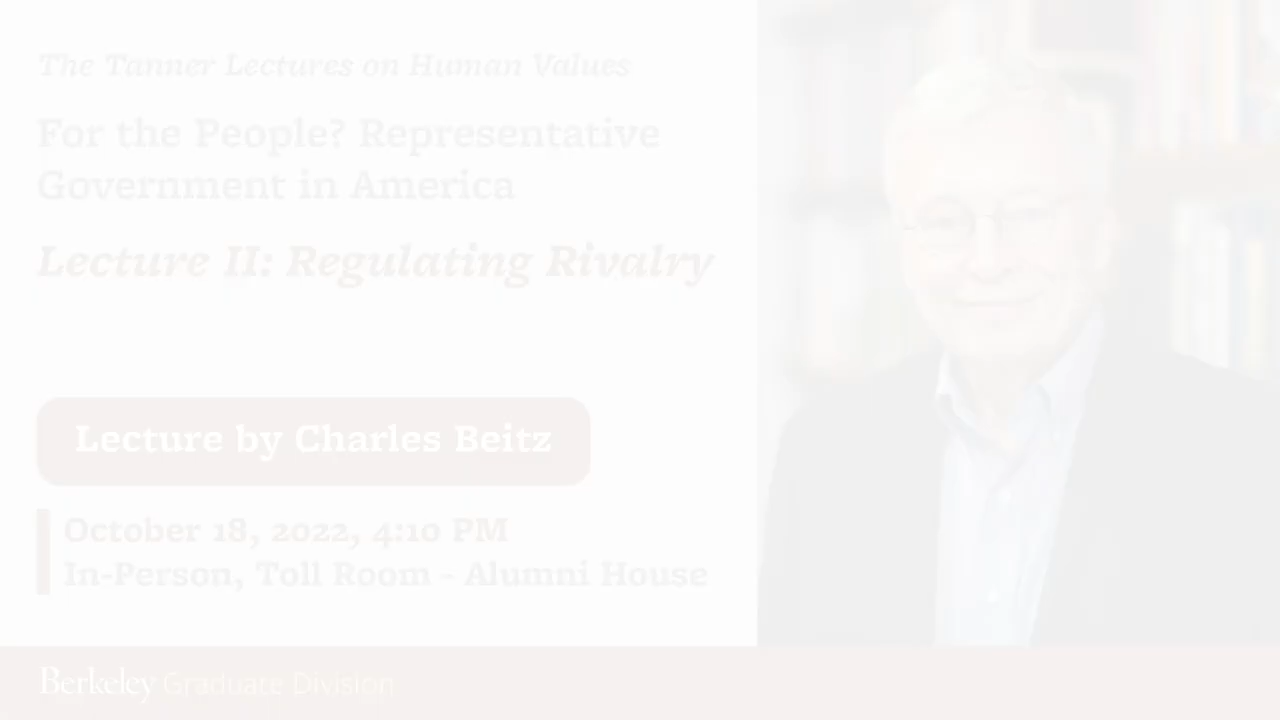 The Tanner Lectures on Human Values
For the People? Representative
Government in America
Lecture II: Regulating Rivalry
Lecture by Charles Beitz
October 18, 2022, 4:10 PM
In-Person, Toll Room - Alumni House
Berkeley Graduate Division